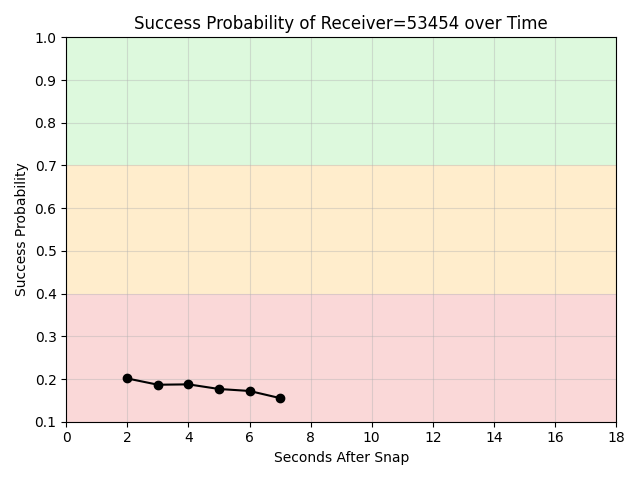 Success Probability of Receiver=53454 over Time
1.0
0.9
0.8
0.7
0.6
0.5
0.4
0.3
0.2
0.1
Success Probability
0 2 4 6 8 10 12 14 16 18
Seconds After Snap